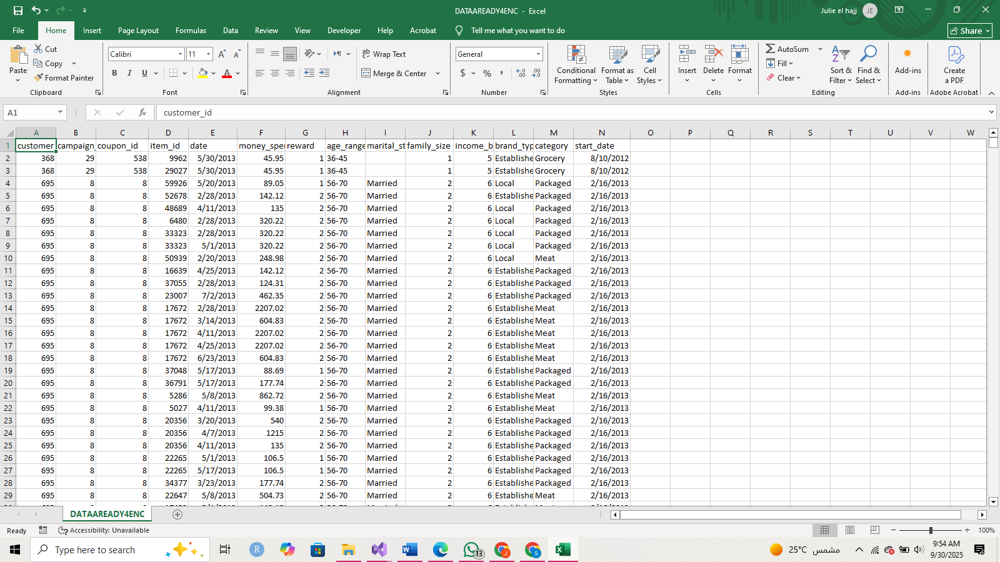 DATAAREADY4ENC - Excel
Julie el hajj JE
File Home Insert Page Layout Formulas Data Review View Developer Help Acrobat Tell me what you want to do Share
Paste Cut Copy Format Painter Clipboard
Calibri 11 B I U A Font
Wrap Text Merge & Center Alignment
General $ % , Number
Conditional Formatting Format as Table Cell Styles Styles
Insert Delete Format Cells
AutoSum Fill Clear Sort & Filter Find & Select Editing
Add-ins Add-ins
Create a PDF Adobe Acrobat
A1 fx customer_id
A B C D E F G H I J K L M N O P Q R S T U V W
1 customer campaign_ coupon_id item_id date money_spe reward age_range marital_st family_size income_b brand_typ category start_date
2 368 29 538 9962 5/30/2013 45.95 1 36-45 1 5 Establishe Grocery 8/10/2012
3 368 29 538 29027 5/30/2013 45.95 1 36-45 1 5 Establishe Grocery 8/10/2012
4 695 8 8 59926 5/20/2013 89.05 1 56-70 Married 2 6 Local Packaged 2/16/2013
5 695 8 8 52678 2/28/2013 142.12 2 56-70 Married 2 6 Establishe Packaged 2/16/2013
6 695 8 8 48689 4/11/2013 135 2 56-70 Married 2 6 Local Packaged 2/16/2013
7 695 8 8 6480 2/28/2013 320.22 2 56-70 Married 2 6 Local Packaged 2/16/2013
8 695 8 8 33323 2/28/2013 320.22 2 56-70 Married 2 6 Local Packaged 2/16/2013
9 695 8 8 33323 5/1/2013 320.22 2 56-70 Married 2 6 Local Packaged 2/16/2013
10 695 8 8 50939 2/20/2013 248.98 2 56-70 Married 2 6 Local Meat 2/16/2013
11 695 8 8 16639 4/25/2013 142.12 2 56-70 Married 2 6 Establishe Packaged 2/16/2013
12 695 8 8 37055 2/28/2013 124.31 2 56-70 Married 2 6 Establishe Packaged 2/16/2013
13 695 8 8 23007 7/2/2013 462.35 2 56-70 Married 2 6 Establishe Packaged 2/16/2013
14 695 8 8 17672 2/28/2013 2207.02 2 56-70 Married 2 6 Establishe Meat 2/16/2013
15 695 8 8 17672 3/14/2013 604.83 2 56-70 Married 2 6 Establishe Meat 2/16/2013
16 695 8 8 17672 4/11/2013 2207.02 2 56-70 Married 2 6 Establishe Meat 2/16/2013
17 695 8 8 17672 4/25/2013 2207.02 2 56-70 Married 2 6 Establishe Meat 2/16/2013
18 695 8 8 17672 6/23/2013 604.83 2 56-70 Married 2 6 Establishe Meat 2/16/2013
19 695 8 8 37048 5/17/2013 88.69 1 56-70 Married 2 6 Establishe Packaged 2/16/2013
20 695 8 8 36791 5/17/2013 177.74 2 56-70 Married 2 6 Establishe Packaged 2/16/2013
21 695 8 8 5286 5/8/2013 862.72 2 56-70 Married 2 6 Establishe Meat 2/16/2013
22 695 8 8 5027 4/11/2013 99.38 1 56-70 Married 2 6 Establishe Meat 2/16/2013
23 695 8 8 20356 3/20/2013 540 2 56-70 Married 2 6 Establishe Packaged 2/16/2013
24 695 8 8 20356 4/7/2013 1215 2 56-70 Married 2 6 Establishe Packaged 2/16/2013
25 695 8 8 20356 4/11/2013 135 2 56-70 Married 2 6 Establishe Packaged 2/16/2013
26 695 8 8 22265 5/1/2013 106.5 1 56-70 Married 2 6 Establishe Packaged 2/16/2013
27 695 8 8 22265 5/17/2013 106.5 1 56-70 Married 2 6 Establishe Packaged 2/16/2013
28 695 8 8 34377 3/23/2013 177.74 2 56-70 Married 2 6 Establishe Packaged 2/16/2013
29 695 8 8 22647 5/8/2013 504.73 2 56-70 Married 2 6 Establishe Meat 2/16/2013
DATAAREADY4ENC
Ready Accessibility: Unavailable 100%
Type here to search 13 25°C مشمس 9:54 AM
9/30/2025